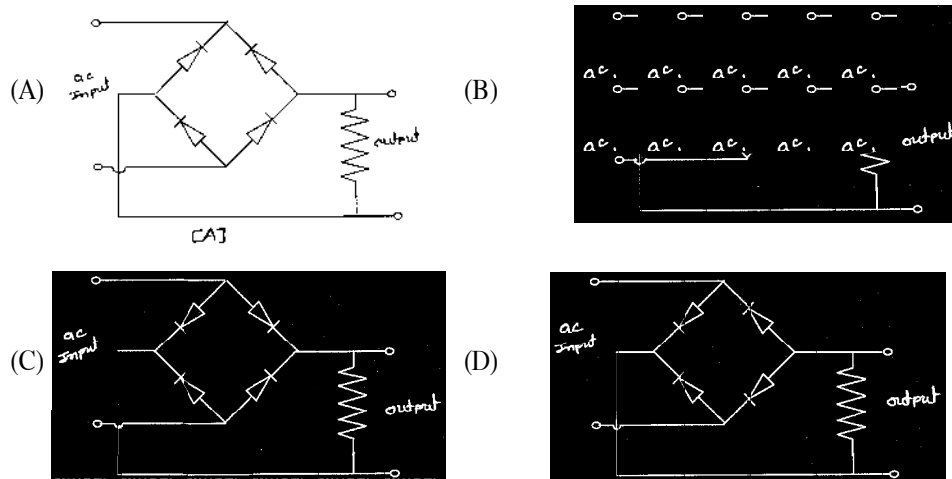 (A)
ac
Input
output
[A]
(B)
ac. ac. ac. ac. ac.
ac. ac. ac. ac. ac.
output
(C)
ac
Input
output
(D)
ac
Input
output